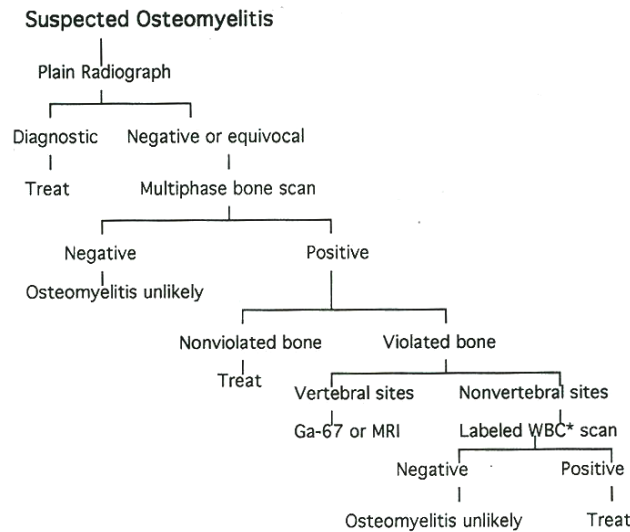 Suspected Osteomyelitis
Plain Radiograph
Diagnostic Negative or equivocal
Treat Multiphase bone scan
Negative Positive
Osteomyelitis unlikely
Nonviolated bone Violated bone
Treat
Vertebral sites Nonvertebral sites
Ga-67 or MRI Labeled WBC* scan
Negative Positive
Osteomyelitis unlikely Treat